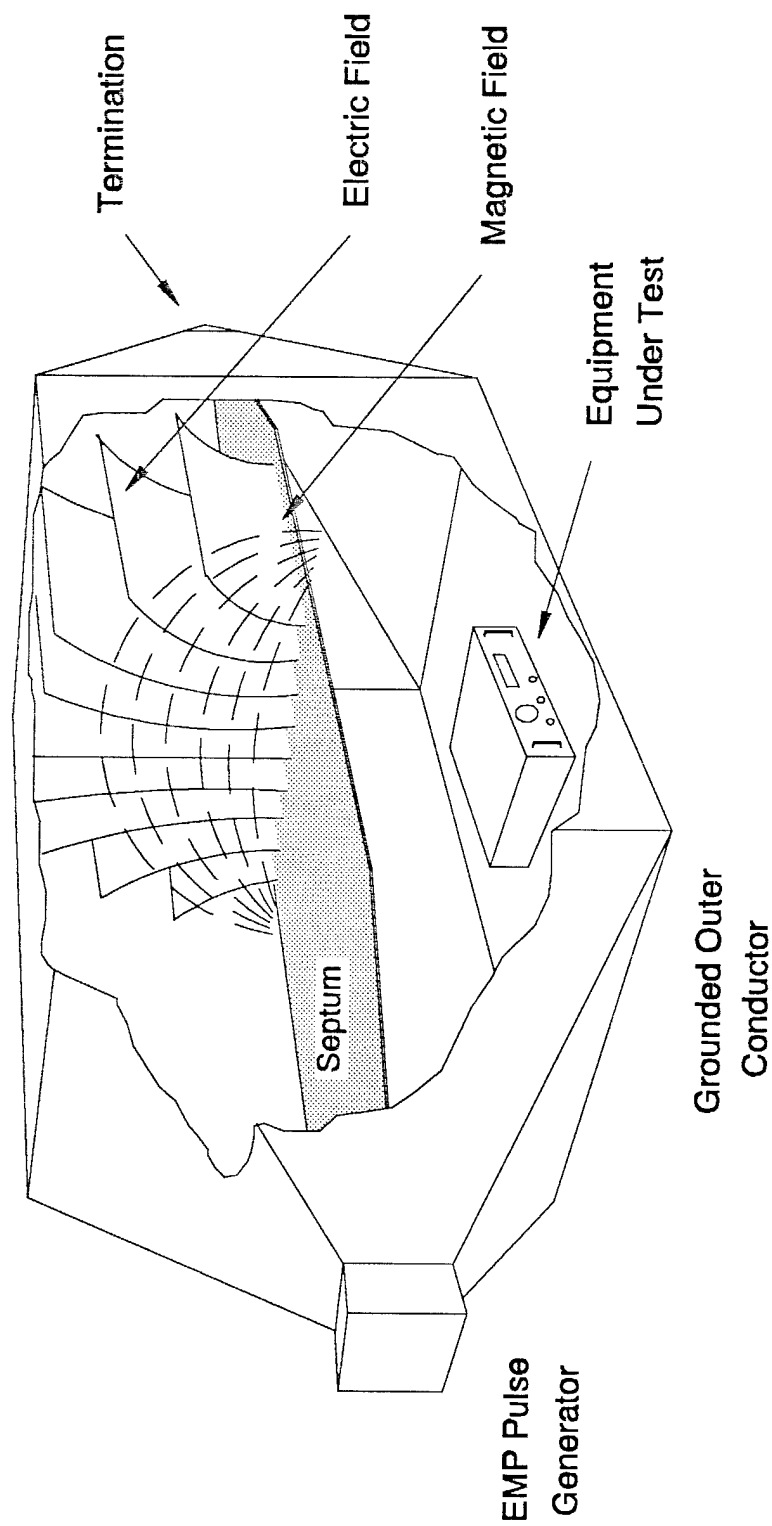 Termination
Electric Field
Magnetic Field
Equipment
Under Test
Septum
Grounded Outer
Conductor
EMP Pulse
Generator